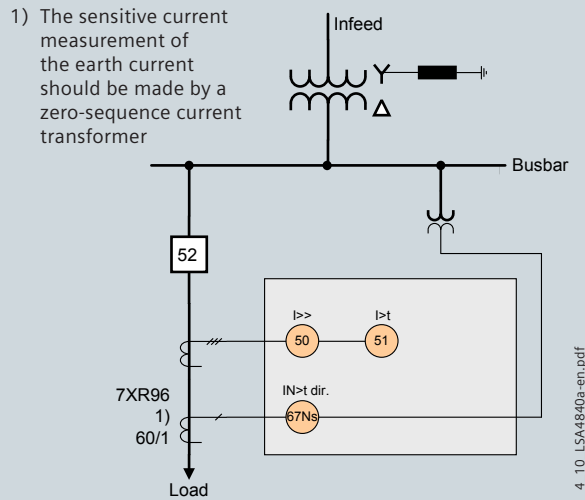 1) The sensitive current
measurement of
the earth current
should be made by a
zero-sequence current
transformer
Infeed
Busbar
52
I>>
I>t
50
51
IN>t dir.
67Ns
7XR96
1)
60/1
Load
4_10_LSA4840a-en.pdf